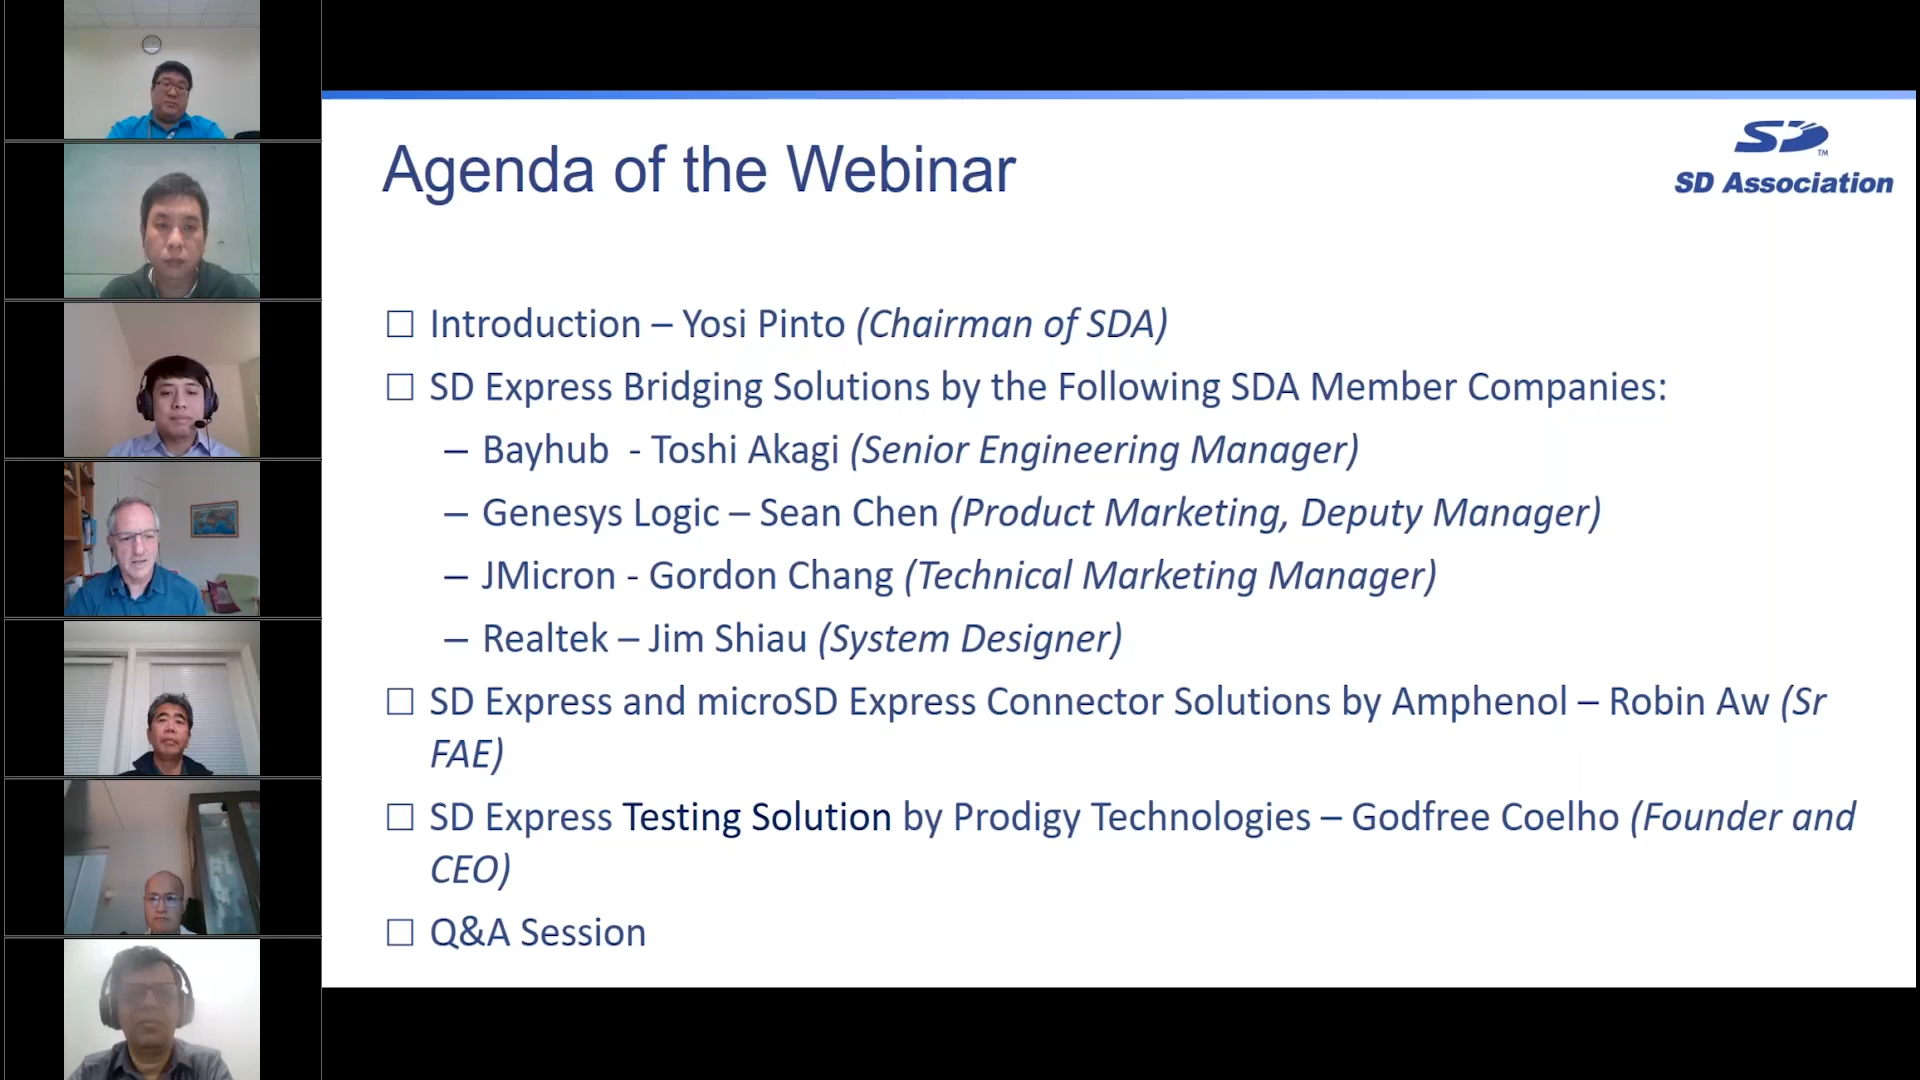 Agenda of the Webinar
SD
TM
SD Association
☐ Introduction – Yosi Pinto (Chairman of SDA)
☐ SD Express Bridging Solutions by the Following SDA Member Companies:
– Bayhub - Toshi Akagi (Senior Engineering Manager)
– Genesys Logic – Sean Chen (Product Marketing, Deputy Manager)
– JMicron - Gordon Chang (Technical Marketing Manager)
– Realtek – Jim Shiau (System Designer)
☐ SD Express and microSD Express Connector Solutions by Amphenol – Robin Aw (Sr
FAE)
☐ SD Express Testing Solution by Prodigy Technologies – Godfree Coelho (Founder and
CEO)
☐ Q&A Session